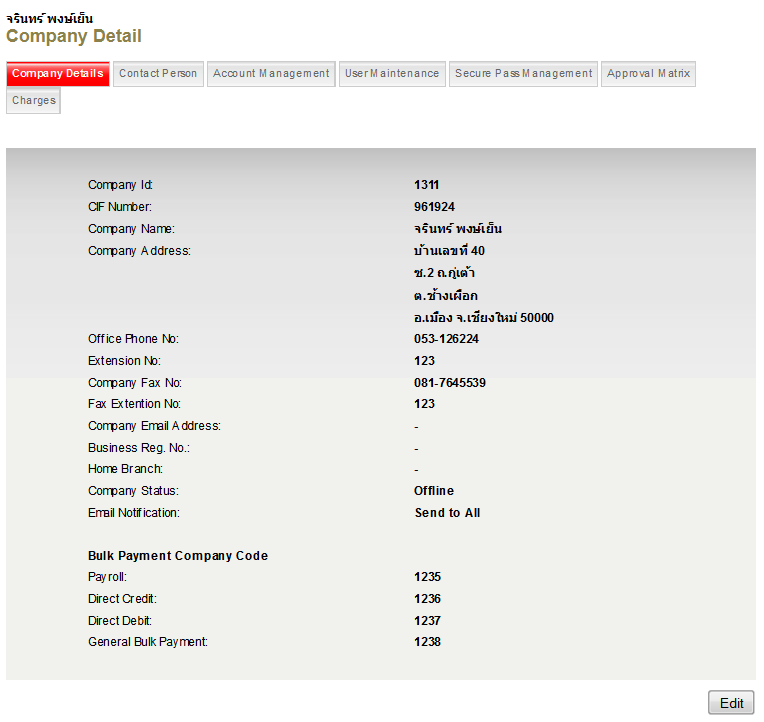 จรินทร์ พงษ์เย็น
Company Detail
Company Details Contact Person Account Management User Maintenance Secure Pass Management Approval Matrix
Charges
Company Id: 1311
CIF Number: 961924
Company Name: จรินทร์ พงษ์เย็น
Company Address: บ้านเลขที่ 40
ซ.2 ถ.กู่เต้า
ต.ช้างเผือก
อ.เมือง จ.เชียงใหม่ 50000
Office Phone No: 053-126224
Extension No: 123
Company Fax No: 081-7645539
Fax Extention No: 123
Company Email Address: -
Business Reg. No.: -
Home Branch: -
Company Status: Offline
Email Notification: Send to All
Bulk Payment Company Code
Payroll: 1235
Direct Credit: 1236
Direct Debit: 1237
General Bulk Payment: 1238
Edit